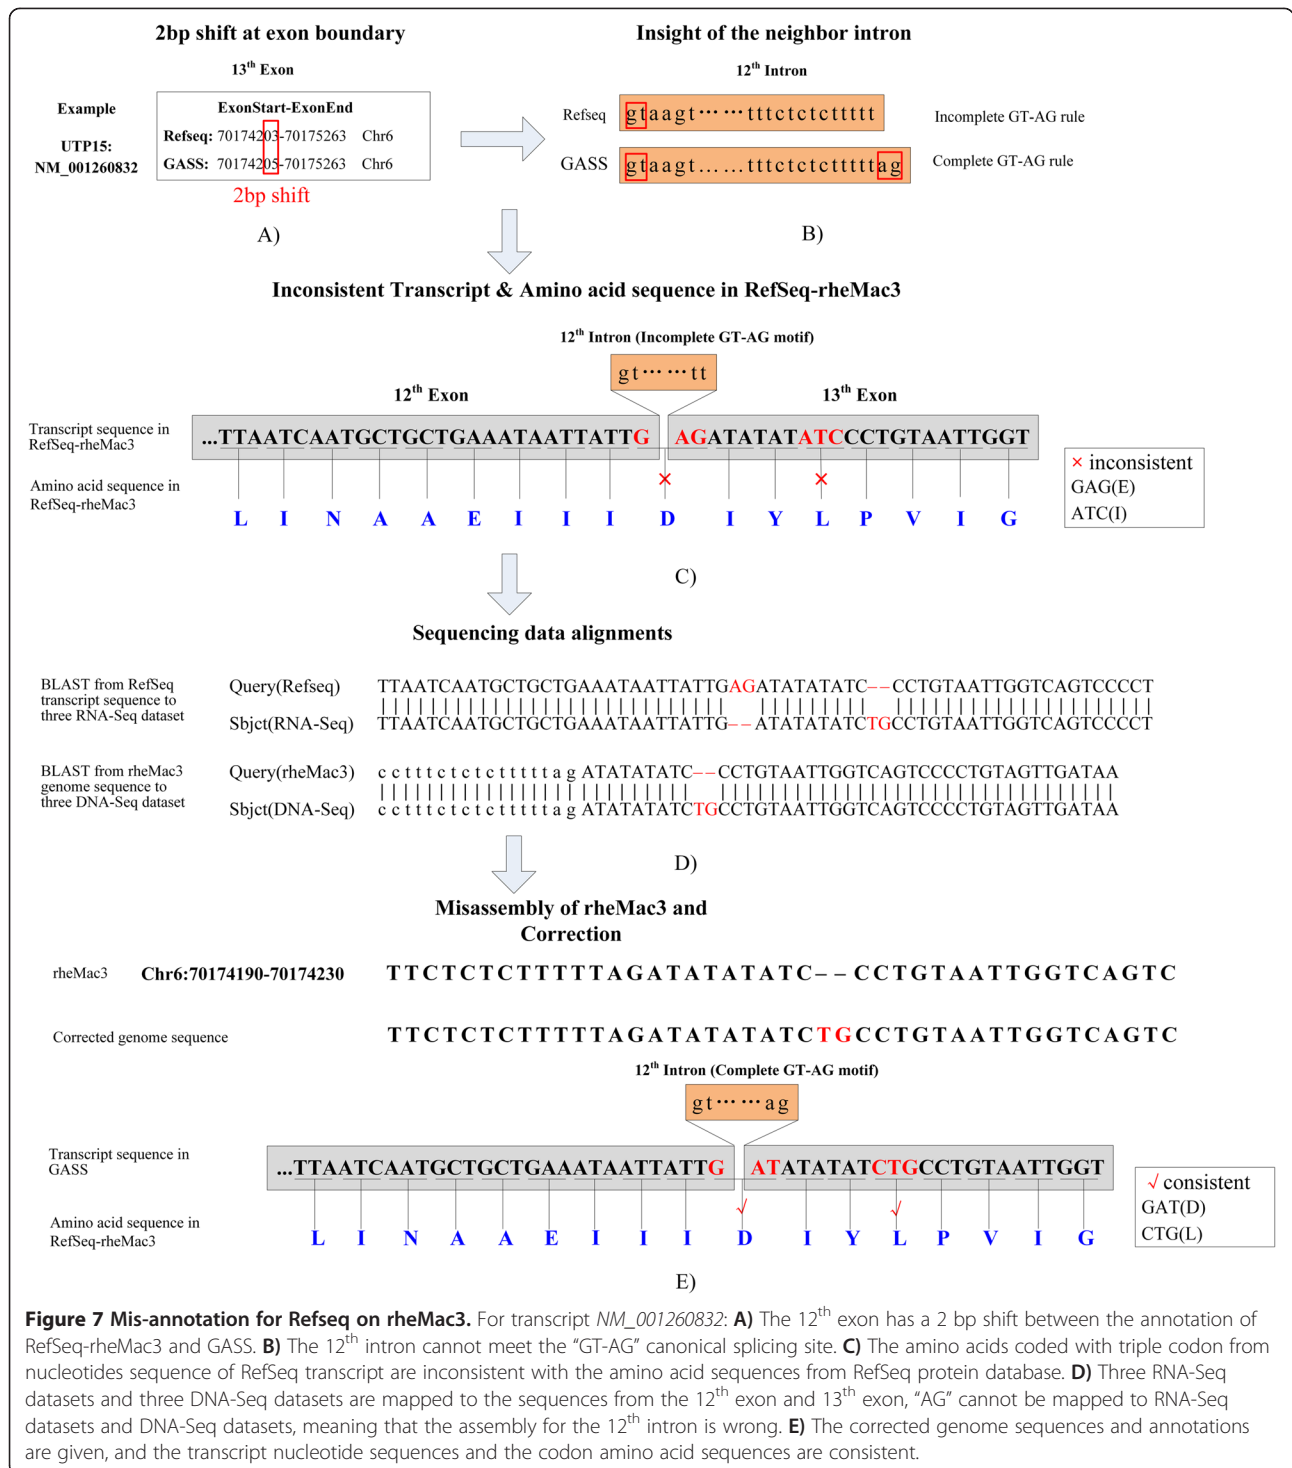 2bp shift at exon boundary
Insight of the neighbor intron
13th Exon
12th Intron
Example
UTP15:
NM_001260832
ExonStart-ExonEnd
Refseq: 70174203-70175263 Chr6
GASS: 70174205-70175263 Chr6
2bp shift
A)
Refseq gtaagt⋯⋯tttctctcttttt Incomplete GT-AG rule
GASS gtaagt……tttctctctttttag Complete GT-AG rule
B)
Inconsistent Transcript & Amino acid sequence in RefSeq-rheMac3
12th Intron (Incomplete GT-AG motif)
gt⋯⋯tt
12th Exon
13th Exon
Transcript sequence in
RefSeq-rheMac3
...TTAATCAATGCTGCTGAAATAATTATTG AGATATATATCCCTGTAATTGGT
Amino acid sequence in
RefSeq-rheMac3
× ×
L I N A A E I I I D I Y L P V I G
× inconsistent
GAG(E)
ATC(I)
C)
Sequencing data alignments
BLAST from RefSeq
transcript sequence to
three RNA-Seq dataset
Query(Refseq) TTAATCAATGCTGCTGAAATAATTATTGAGATATATATC−−CCTGTAATTGGTCAGTCCCCT
Sbjct(RNA-Seq) TTAATCAATGCTGCTGAAATAATTATTG−−ATATATATCTGCCTGTAATTGGTCAGTCCCCT
BLAST from rheMac3
genome sequence to
three DNA-Seq dataset
Query(rheMac3) cctttctctctttttagATATATATC−−CCTGTAATTGGTCAGTCCCCTGTAGTTGATAA
Sbjct(DNA-Seq) cctttctctctttttagATATATATCTGCCTGTAATTGGTCAGTCCCCTGTAGTTGATAA
D)
Misassembly of rheMac3 and
Correction
rheMac3 Chr6:70174190-70174230 TTCTCTCTTTTTAGATATATATC−−CCTGTAATTGGTCAGTC
Corrected genome sequence TTCTCTCTTTTTAGATATATATCTGCCTGTAATTGGTCAGTC
12th Intron (Complete GT-AG motif)
gt⋯⋯ag
Transcript sequence in
GASS
...TTAATCAATGCTGCTGAAATAATTATTG ATATATATCTGCCTGTAATTGGT
Amino acid sequence in
RefSeq-rheMac3
√ √
L I N A A E I I I D I Y L P V I G
√ consistent
GAT(D)
CTG(L)
E)
Figure 7 Mis-annotation for Refseq on rheMac3. For transcript NM_001260832: A) The 12th exon has a 2 bp shift between the annotation of
RefSeq-rheMac3 and GASS. B) The 12th intron cannot meet the “GT-AG” canonical splicing site. C) The amino acids coded with triple codon from
nucleotides sequence of RefSeq transcript are inconsistent with the amino acid sequences from RefSeq protein database. D) Three RNA-Seq
datasets and three DNA-Seq datasets are mapped to the sequences from the 12th exon and 13th exon, “AG” cannot be mapped to RNA-Seq
datasets and DNA-Seq datasets, meaning that the assembly for the 12th intron is wrong. E) The corrected genome sequences and annotations
are given, and the transcript nucleotide sequences and the codon amino acid sequences are consistent.